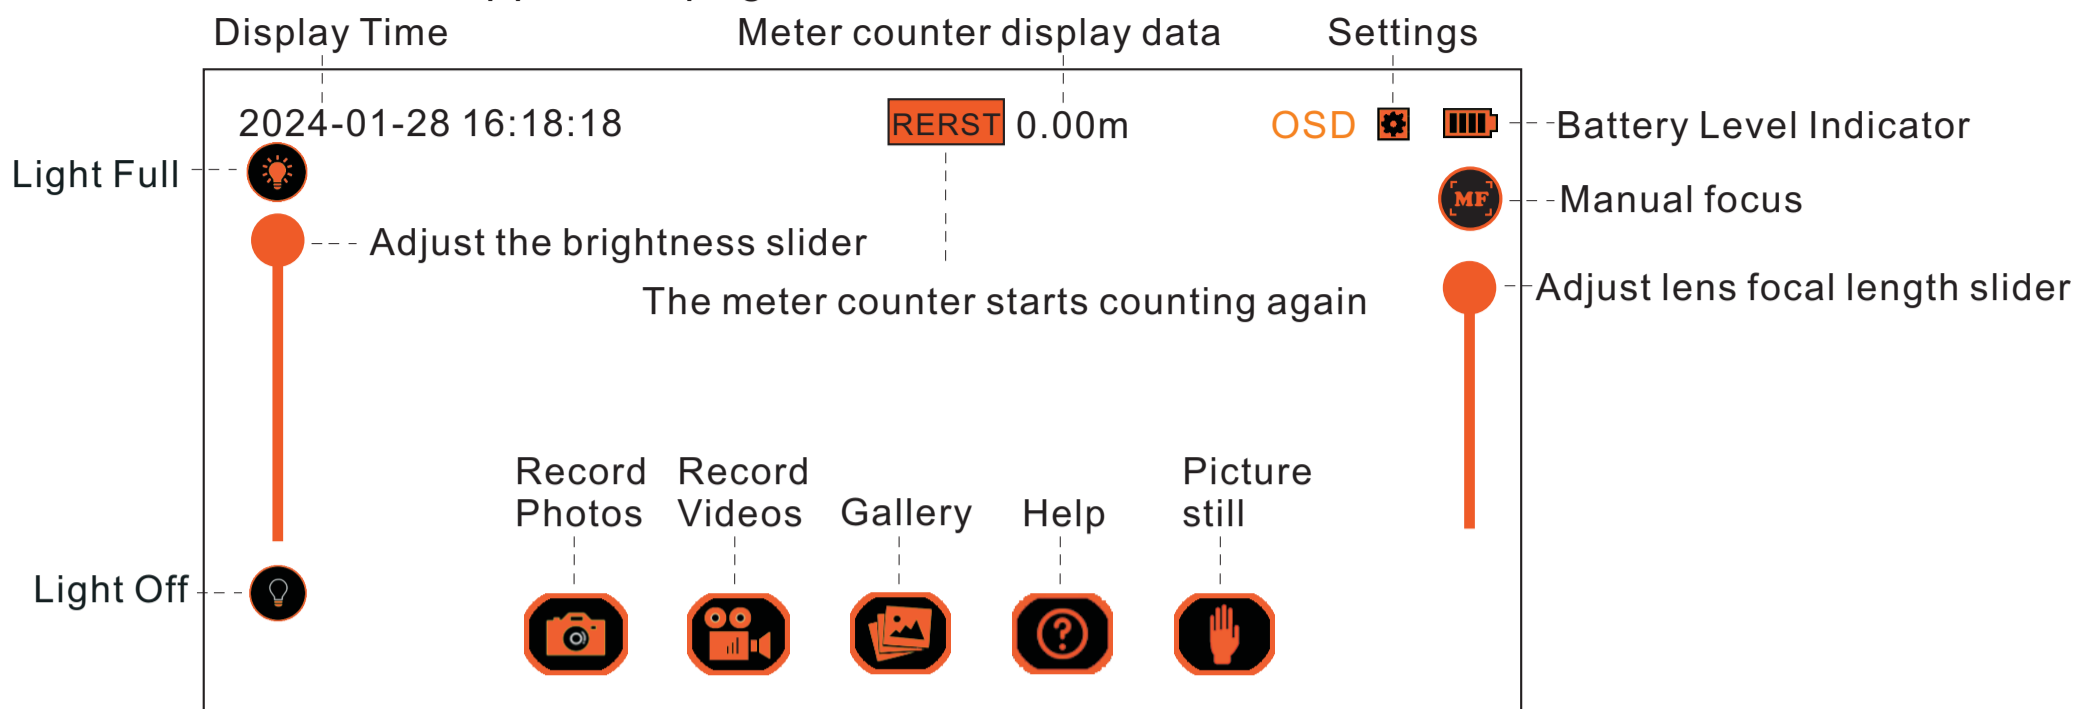 Display Time
Meter counter display data
Settings
2024-01-28 16:18:18
RERST 0.00m
OSD
Battery Level Indicator
Light Full
MF
Manual focus
Adjust the brightness slider
Adjust lens focal length slider
The meter counter starts counting again
Record
Photos
Record
Videos
Gallery
Help
Picture
still
Light Off